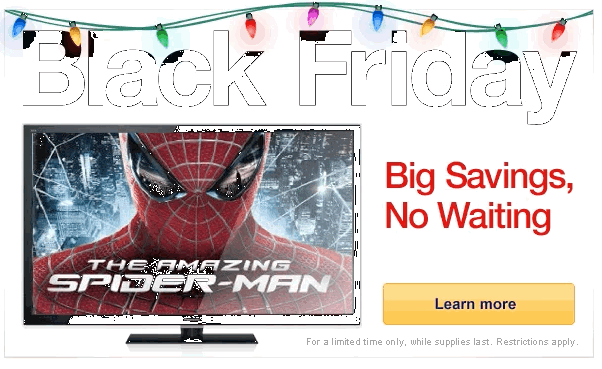 Black Friday
THE AMAZING
SPIDER-MAN
Big Savings,
No Waiting
Learn more
For a limited time only, while supplies last. Restrictions apply.